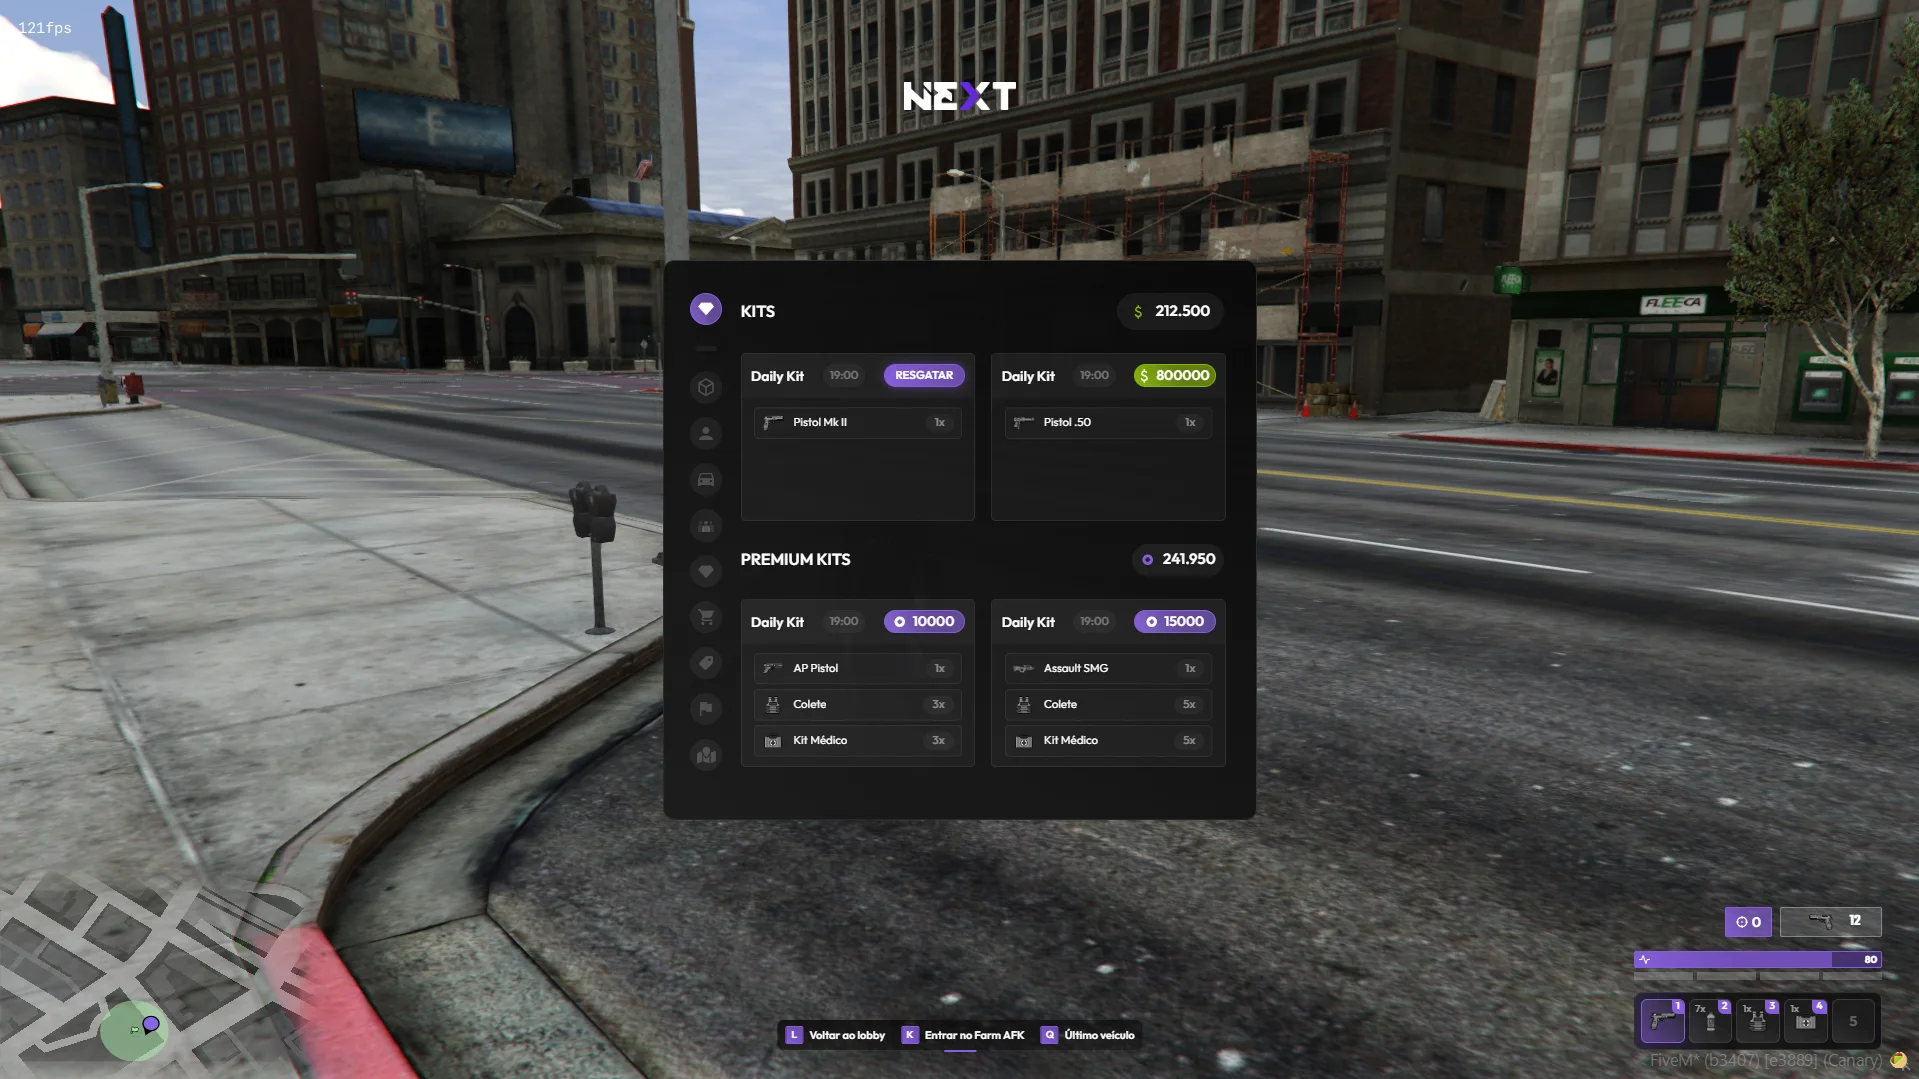 121fps
NEXT
KITS
$ 212.500
Daily Kit 19:00 RESGATAR
Pistol Mk II 1x
Daily Kit 19:00 $ 800000
Pistol .50 1x
PREMIUM KITS
241.950
Daily Kit 19:00 10000
AP Pistol 1x
Colete 3x
Kit Médico 3x
Daily Kit 19:00 15000
Assault SMG 1x
Colete 5x
Kit Médico 5x
FLEECA
0
12
80
1
7x 2
1x 3
1x 4
5
L Voltar ao lobby K Entrar no Farm AFK Q Último veículo
FiveM* (b3407) [e3889] (Canary)